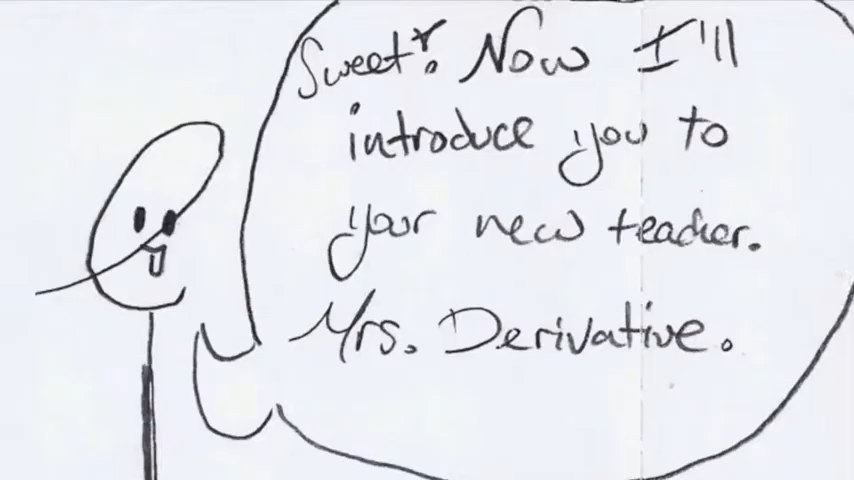 Sweet. Now I'll
introduce you to
your new teacher.
Mrs. Derivative.